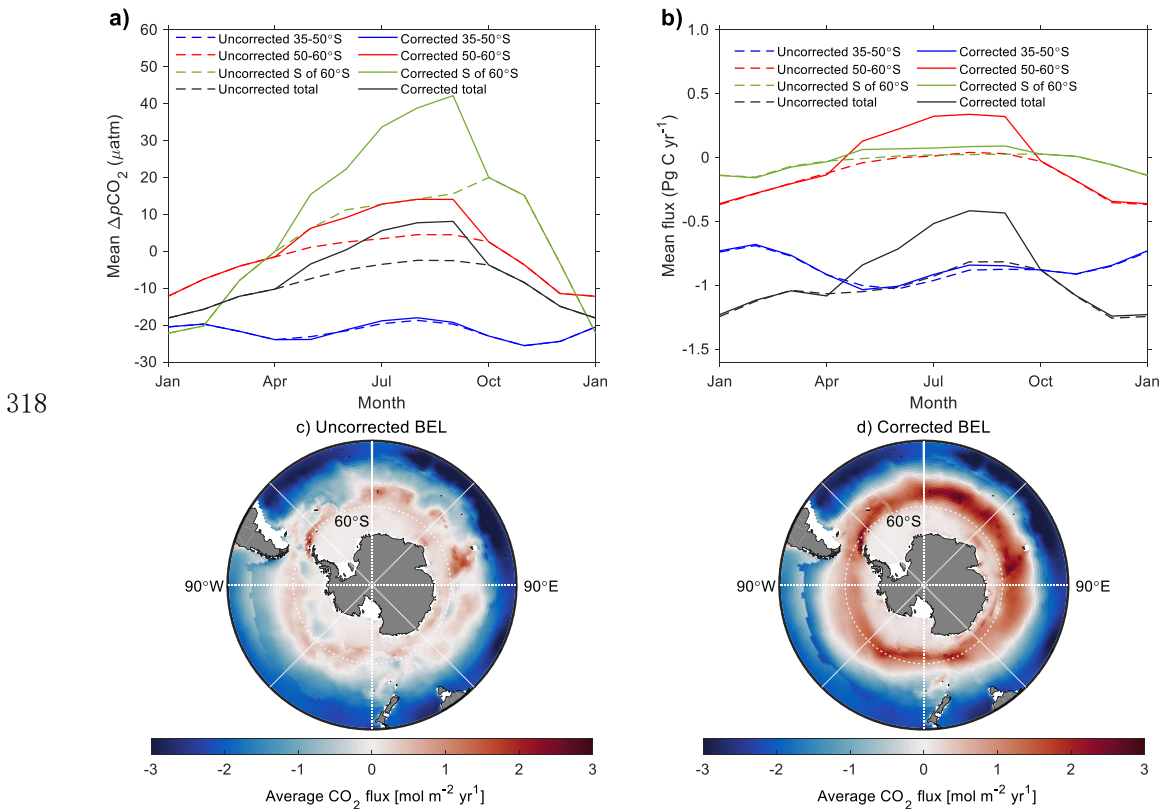 a)
60
50
40
30
20
10
0
-10
-20
-30
Mean ΔpCO₂ (μatm)
Uncorrected 35-50°S
Uncorrected 50-60°S
Uncorrected S of 60°S
Uncorrected total
Corrected 35-50°S
Corrected 50-60°S
Corrected S of 60°S
Corrected total
Jan Apr Jul Oct Jan
Month
b)
1.0
0.5
0
-0.5
-1
-1.5
Mean flux (Pg C yr⁻¹)
Uncorrected 35-50°S
Uncorrected 50-60°S
Uncorrected S of 60°S
Uncorrected total
Corrected 35-50°S
Corrected 50-60°S
Corrected S of 60°S
Corrected total
Jan Apr Jul Oct Jan
Month
318
c) Uncorrected BEL
60°S
90°W
90°E
-3 -2 -1 0 1 2 3
Average CO₂ flux [mol m⁻² yr¹]
d) Corrected BEL
60°S
90°W
90°E
-3 -2 -1 0 1 2 3
Average CO₂ flux [mol m⁻² yr¹]